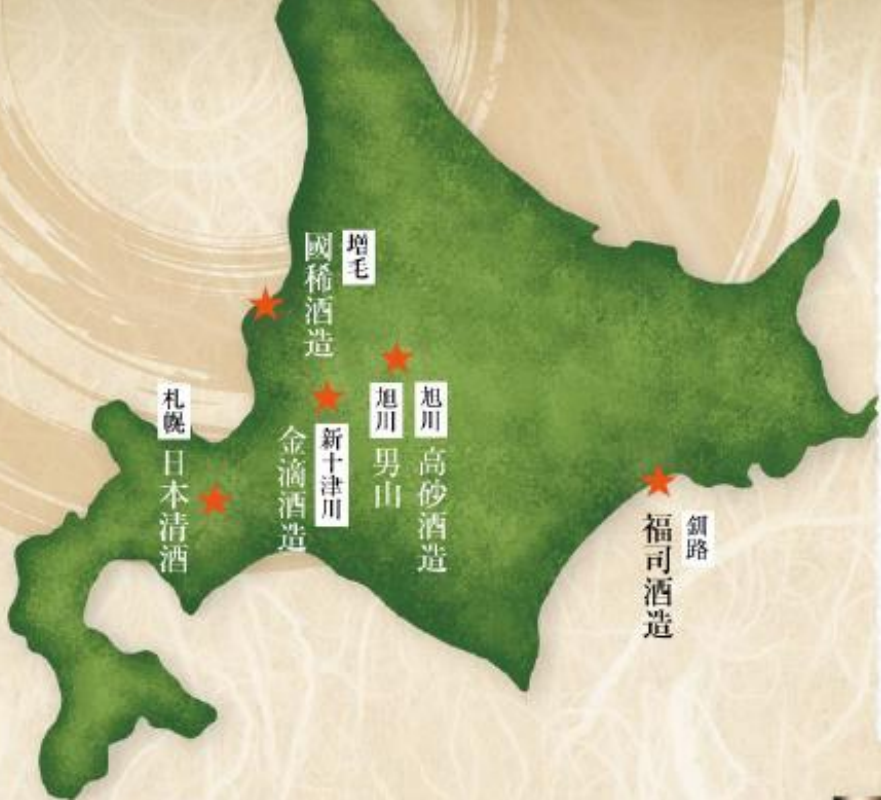 増毛
國稀酒造
旭川
高砂酒造
旭川
男山
新十津川
金滴酒造
札幌
日本清酒
釧路
福司酒造